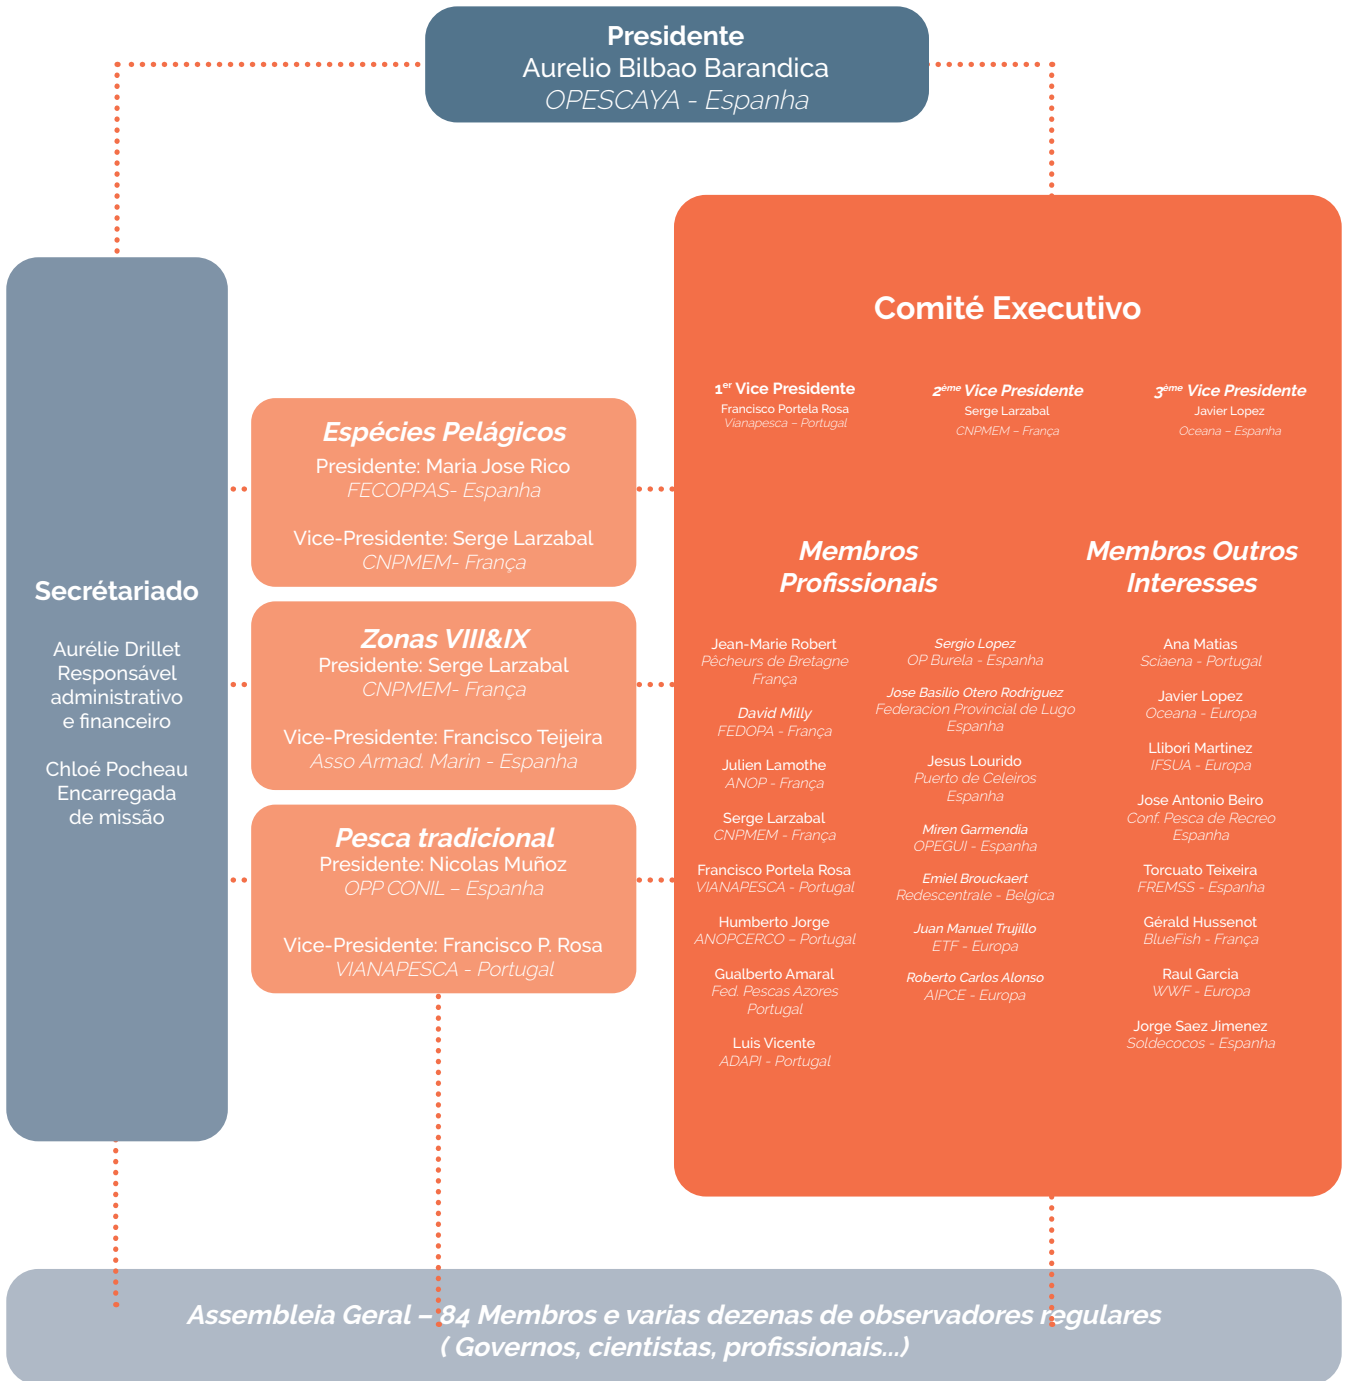 Presidente
Aurelio Bilbao Barandica
OPESCAYA - Espanha
Secrétariado
Aurélie Drillet
Responsável
administrativo
e financeiro
Chloé Pocheau
Encarregada
de missão
Espécies Pelágicos
Presidente: Maria Jose Rico
FECOPPAS- Espanha
Vice-Presidente: Serge Larzabal
CNPMEM- França
Zonas VIII&IX
Presidente: Serge Larzabal
CNPMEM- França
Vice-Presidente: Francisco Teijeira
Asso Armad. Marin - Espanha
Pesca tradicional
Presidente: Nicolas Muñoz
OPP CONIL – Espanha
Vice-Presidente: Francisco P. Rosa
VIANAPESCA - Portugal
Comité Executivo
1er Vice Presidente
Francisco Portela Rosa
Vianapesca – Portugal
2ème Vice Presidente
Serge Larzabal
CNPMEM – França
3ème Vice Presidente
Javier Lopez
Oceana – Espanha
Membros
Profissionais
Jean-Marie Robert
Pêcheurs de Bretagne
França
David Milly
FEDOPA - França
Julien Lamothe
ANOP - França
Serge Larzabal
CNPMEM - França
Francisco Portela Rosa
VIANAPESCA - Portugal
Humberto Jorge
ANOPCERCO – Portugal
Gualberto Amaral
Fed. Pescas Azores
Portugal
Luis Vicente
ADAPI - Portugal
Sergio Lopez
OP Burela - Espanha
Jose Basílio Otero Rodriguez
Federacion Provincial de Lugo
Espanha
Jesus Lourido
Puerto de Celeiros
Espanha
Miren Garmendia
OPEGUI - Espanha
Emiel Brouckaert
Redescentrale - Belgica
Juan Manuel Trujillo
ETF - Europa
Roberto Carlos Alonso
AIPCE - Europa
Membros Outros
Interesses
Ana Matias
Sciaena - Portugal
Javier Lopez
Oceana - Europa
Llibori Martinez
IFSUA - Europa
Jose Antonio Beiro
Conf. Pesca de Recreo
Espanha
Torcuato Teixeira
FREMSS - Espanha
Gérald Hussenot
BlueFish - França
Raul Garcia
WWF - Europa
Jorge Saez Jimenez
Soldecocos - Espanha
Assembleia Geral – 84 Membros e varias dezenas de observadores regulares
( Governos, cientistas, profissionais...)